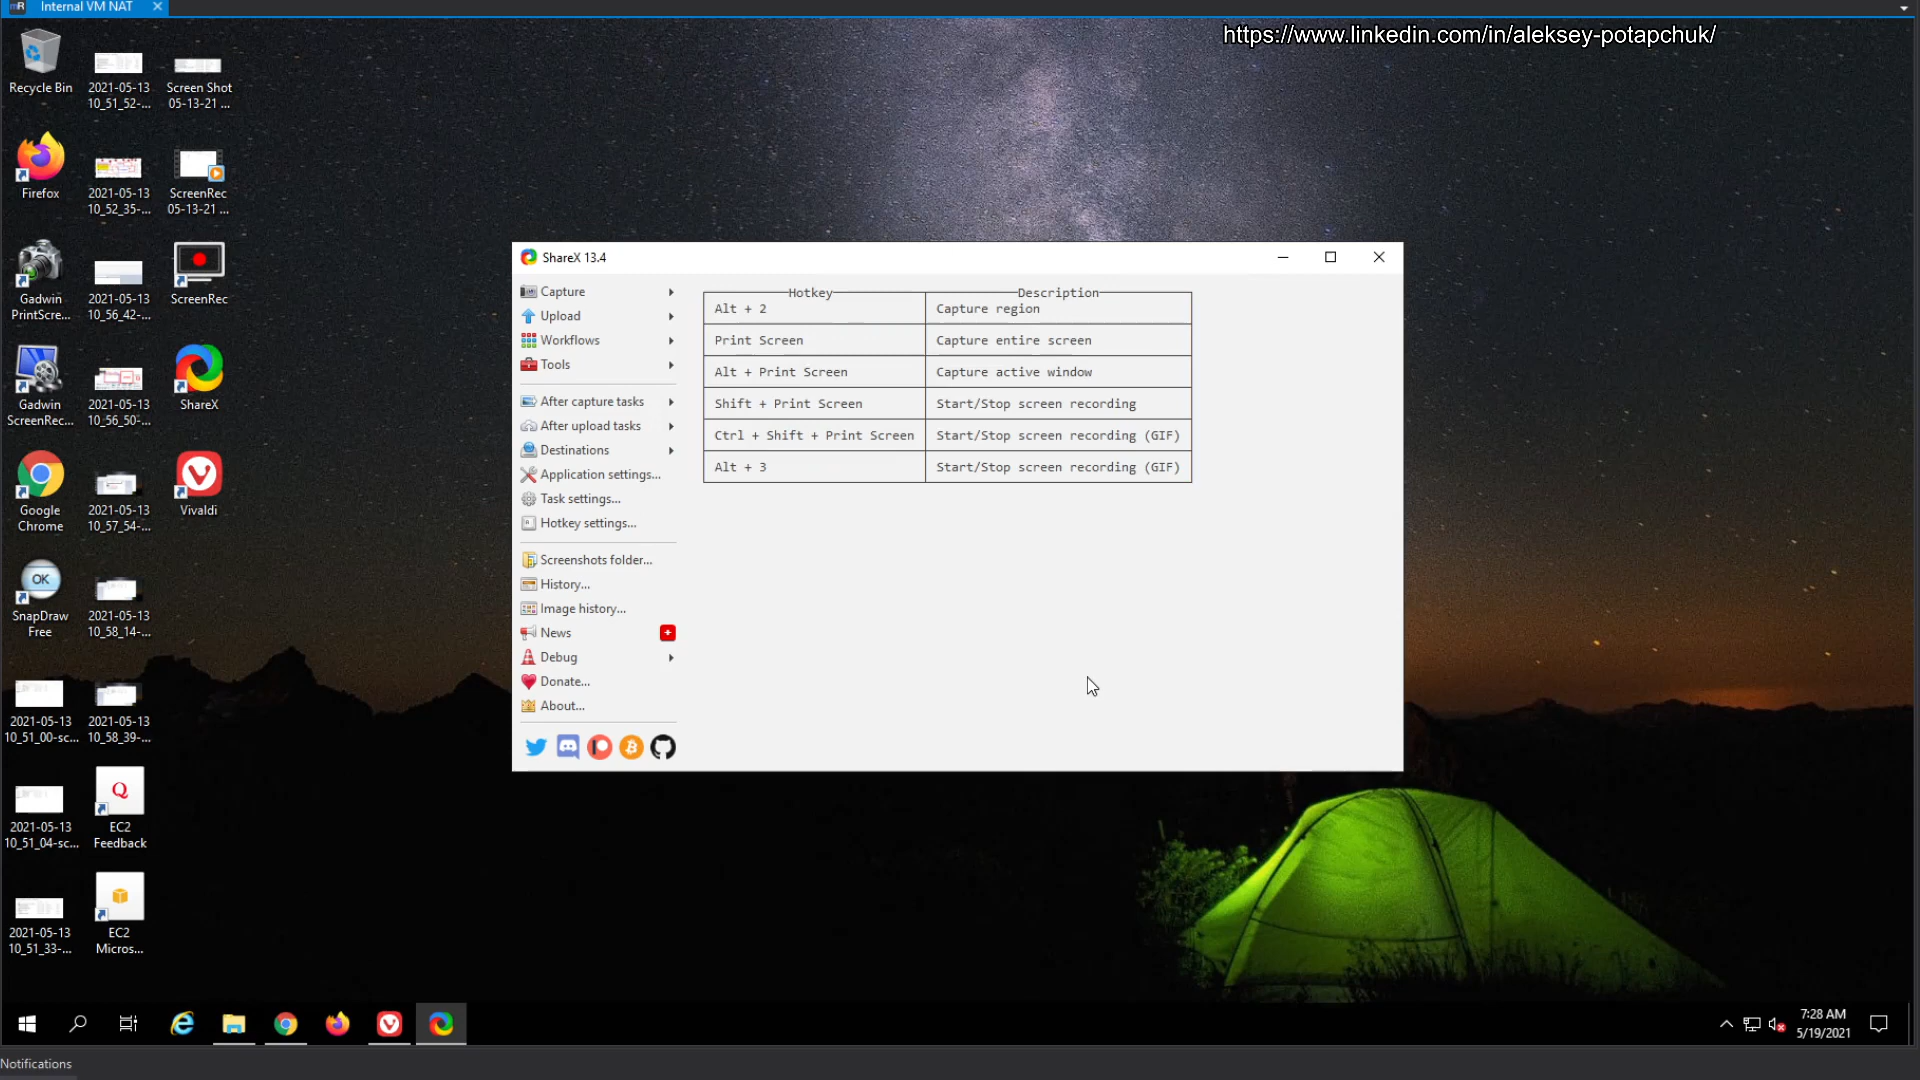 Internal VM NAT
https://www.linkedin.com/in/aleksey-potapchuk/
Recycle Bin
2021-05-13
10_51_52-...
Screen Shot
05-13-21 ...
Firefox
2021-05-13
10_52_35-...
ScreenRec
05-13-21 ...
Gadwin
PrintScre...
2021-05-13
10_56_42-...
ScreenRec
Gadwin
ScreenRec...
2021-05-13
10_56_50-...
ShareX
Google
Chrome
2021-05-13
10_57_54-...
Vivaldi
OK
SnapDraw
Free
2021-05-13
10_58_14-...
2021-05-13
10_51_00-sc...
2021-05-13
10_58_39-...
2021-05-13
10_51_04-sc...
Q
EC2
Feedback
2021-05-13
10_51_33-...
EC2
Micros...
ShareX 13.4
Capture
Upload
Workflows
Tools
After capture tasks
After upload tasks
Destinations
Application settings...
Task settings...
Hotkey settings...
Screenshots folder...
History...
Image history...
News +
Debug
Donate...
About...
Hotkey Description
Alt + 2 Capture region
Print Screen Capture entire screen
Alt + Print Screen Capture active window
Shift + Print Screen Start/Stop screen recording
Ctrl + Shift + Print Screen Start/Stop screen recording (GIF)
Alt + 3 Start/Stop screen recording (GIF)
7:28 AM
5/19/2021
Notifications